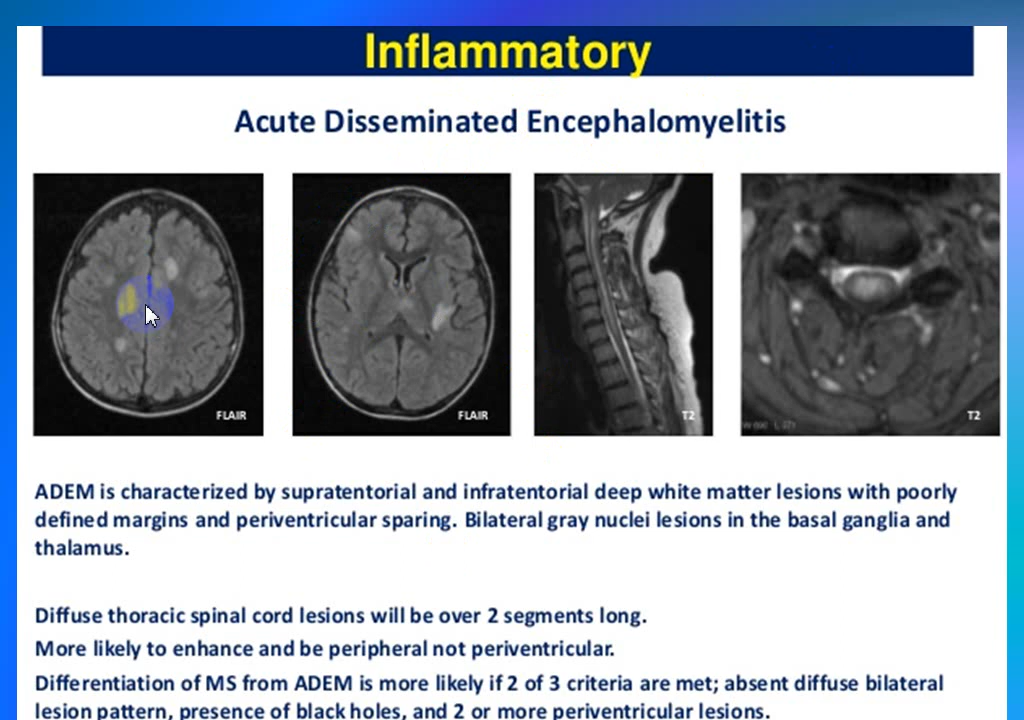 Inflammatory
Acute Disseminated Encephalomyelitis
FLAIR
FLAIR
T2
T2
ADEM is characterized by supratentorial and infratentorial deep white matter lesions with poorly
defined margins and periventricular sparing. Bilateral gray nuclei lesions in the basal ganglia and
thalamus.
Diffuse thoracic spinal cord lesions will be over 2 segments long.
More likely to enhance and be peripheral not periventricular.
Differentiation of MS from ADEM is more likely if 2 of 3 criteria are met; absent diffuse bilateral
lesion pattern, presence of black holes, and 2 or more periventricular lesions.